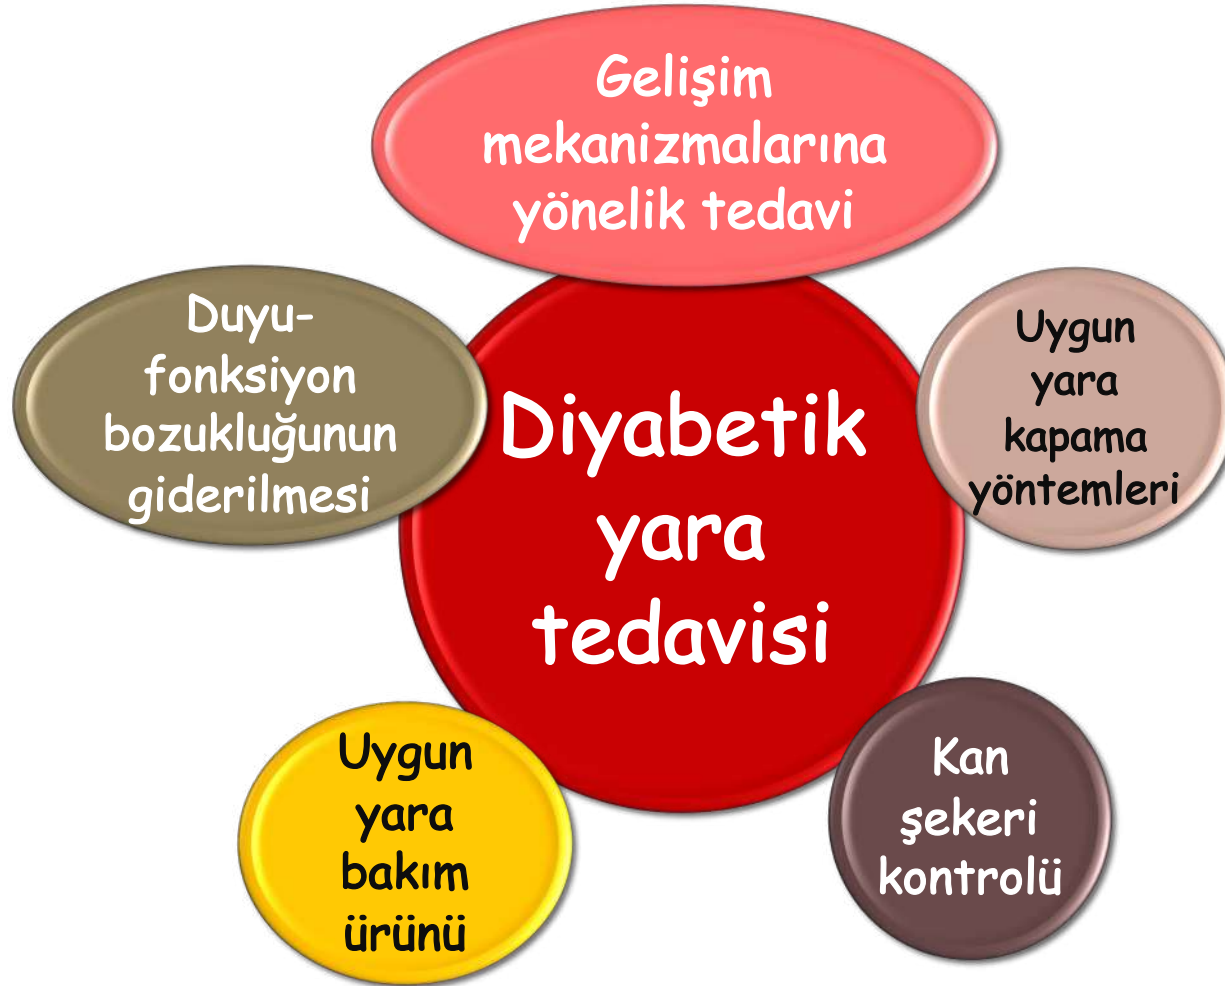 Gelişim
mekanizmalarına
yönelik tedavi
Duyu-
fonksiyon
bozukluğunun
giderilmesi
Uygun
yara
kapama
yöntemleri
Diyabetik
yara
tedavisi
Uygun
yara
bakım
ürünü
Kan
şekeri
kontrolü